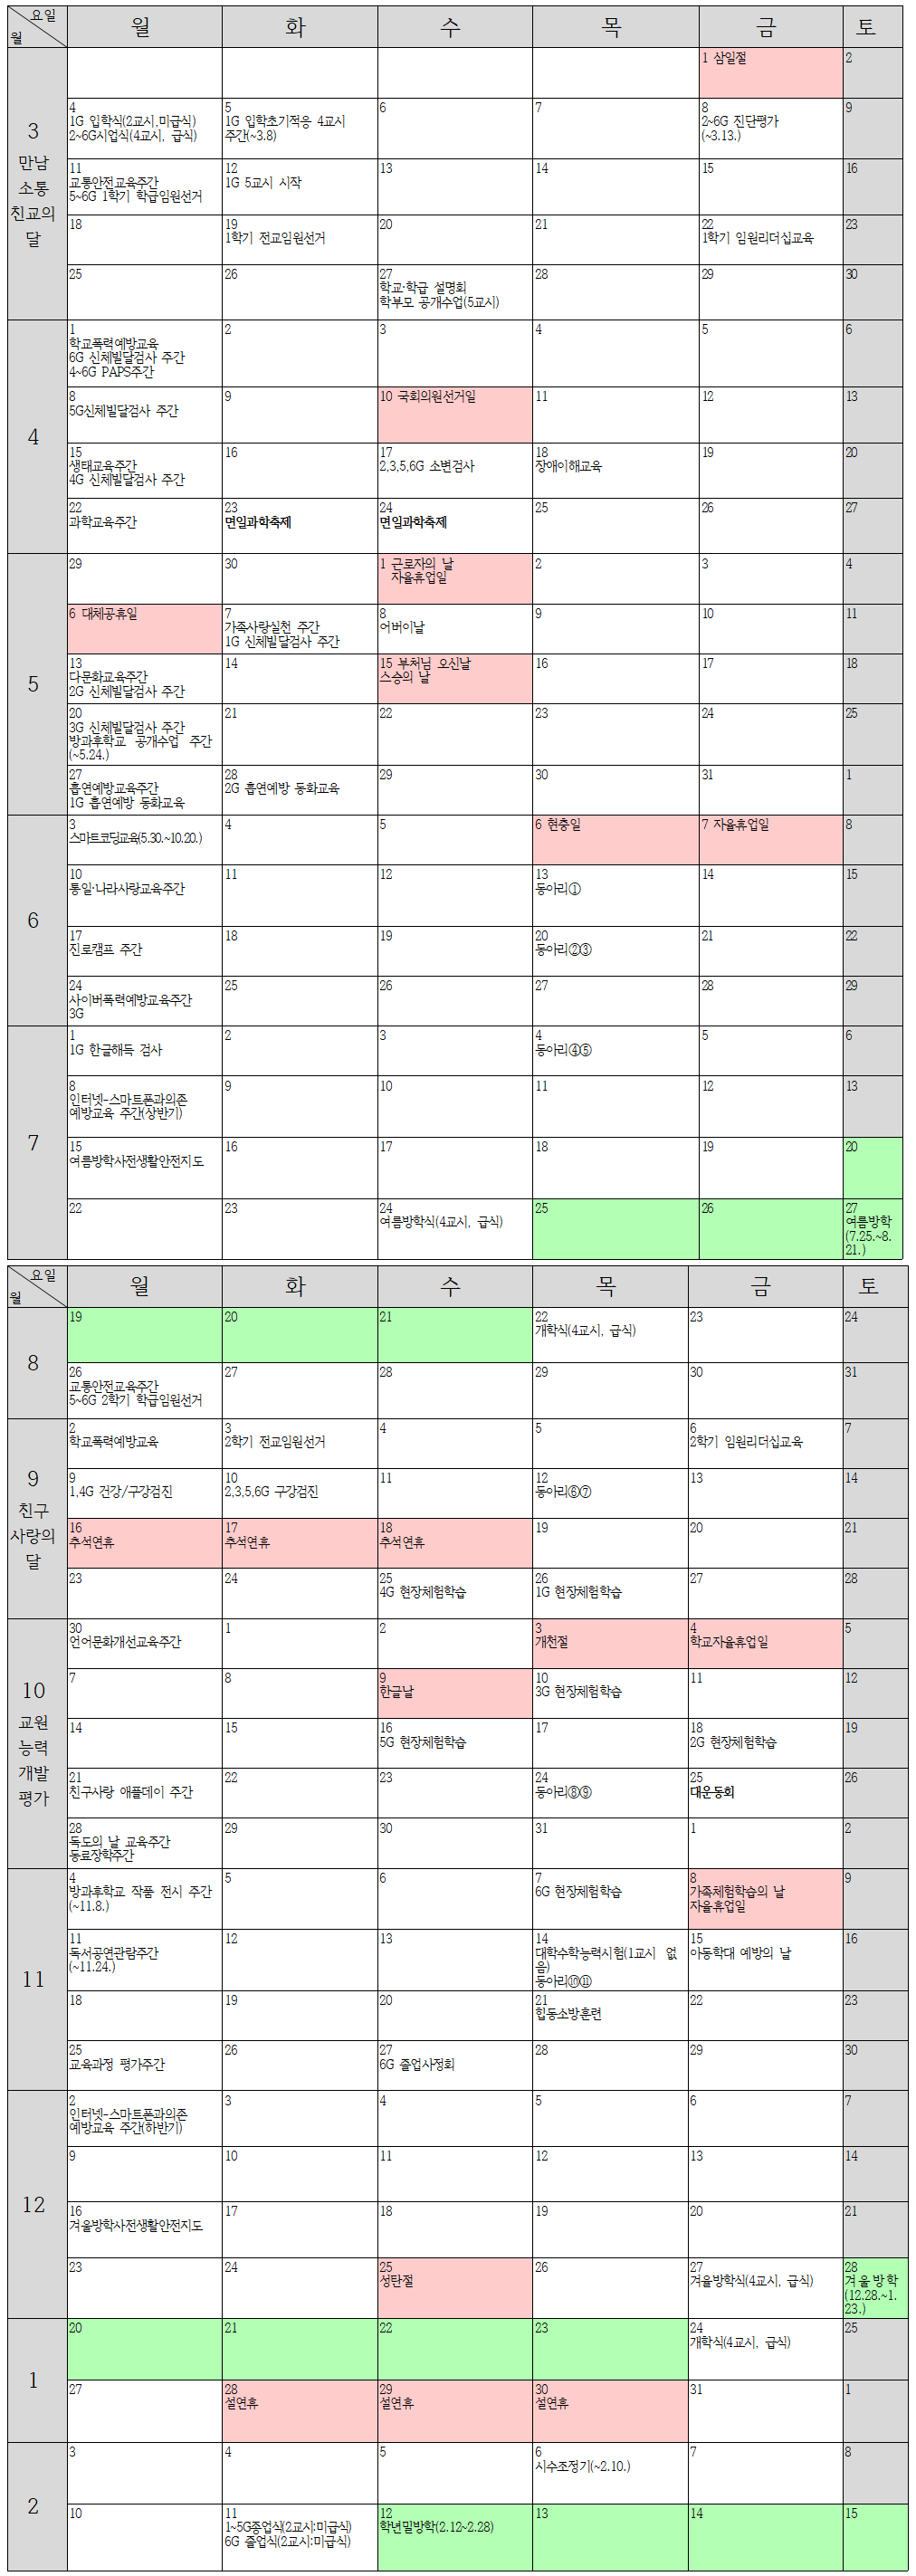 요일
월
월 화 수 목 금 토
3
만남
소통
친교의
달
1 삼일절
2
4
1G 입학식(2교시,미급식)
2~6G시업식(4교시, 급식)
5
1G 입학초기적응 4교시
주간(~3.8)
6
7
8
2~6G 진단평가
(~3.13.)
9
11
교통안전교육주간
5~6G 1학기 학급임원선거
12
1G 5교시 시작
13
14
15
16
18
19
1학기 전교임원선거
20
21
22
1학기 임원리더십교육
23
25
26
27
학교·학급 설명회
학부모 공개수업(5교시)
28
29
30
4
1
학교폭력예방교육
6G 신체발달검사 주간
4~6G PAPS주간
2
3
4
5
6
8
5G신체발달검사 주간
9
10 국회의원선거일
11
12
13
15
생태교육주간
4G 신체발달검사 주간
16
17
2,3,5,6G 소변검사
18
장애이해교육
19
20
22
과학교육주간
23
면일과학축제
24
면일과학축제
25
26
27
5
29
30
1 근로자의 날
자율휴업일
2
3
4
6 대체공휴일
7
가족사랑실천 주간
1G 신체발달검사 주간
8
어버이날
9
10
11
13
다문화교육주간
2G 신체발달검사 주간
14
15 부처님 오신날
스승의 날
16
17
18
20
3G 신체발달검사 주간
방과후학교 공개수업 주간
(~5.24.)
21
22
23
24
25
27
흡연예방교육주간
1G 흡연예방 동화교육
28
2G 흡연예방 동화교육
29
30
31
1
6
3
스마트코딩교육(5.30.~10.20.)
4
5
6 현충일
7 자율휴업일
8
10
통일·나라사랑교육주간
11
12
13
동아리①
14
15
17
진로캠프 주간
18
19
20
동아리②③
21
22
24
사이버폭력예방교육주간
3G
25
26
27
28
29
7
1
1G 한글해득 검사
2
3
4
동아리④⑤
5
6
8
인터넷-스마트폰과의존
예방교육 주간(상반기)
9
10
11
12
13
15
여름방학사전생활안전지도
16
17
18
19
20
22
23
24
여름방학식(4교시, 급식)
25
26
27
여름방학
(7.25.~8.
21.)
요일
월
월 화 수 목 금 토
8
19
20
21
22
개학식(4교시, 급식)
23
24
26
교통안전교육주간
5~6G 2학기 학급임원선거
27
28
29
30
31
9
친구
사랑의
달
2
학교폭력예방교육
3
2학기 전교임원선거
4
5
6
2학기 임원리더십교육
7
9
1,4G 건강/구강검진
10
2,3,5,6G 구강검진
11
12
동아리⑥⑦
13
14
16
추석연휴
17
추석연휴
18
추석연휴
19
20
21
23
24
25
4G 현장체험학습
26
1G 현장체험학습
27
28
10
교원
능력
개발
평가
30
언어문화개선교육주간
1
2
3
개천절
4
학교자율휴업일
5
7
8
9
한글날
10
3G 현장체험학습
11
12
14
15
16
5G 현장체험학습
17
18
2G 현장체험학습
19
21
친구사랑 애플데이 주간
22
23
24
동아리⑧⑨
25
대운동회
26
28
독도의 날 교육주간
동료장학주간
29
30
31
1
2
11
4
방과후학교 작품 전시 주간
(~11.8.)
5
6
7
6G 현장체험학습
8
가족체험학습의 날
자율휴업일
9
11
독서공연관람주간
(~11.24.)
12
13
14
대학수학능력시험(1교시 없
음)
동아리⑩⑪
15
아동학대 예방의 날
16
18
19
20
21
합동소방훈련
22
23
25
교육과정 평가주간
26
27
6G 졸업사정회
28
29
30
12
2
인터넷-스마트폰과의존
예방교육 주간(하반기)
3
4
5
6
7
9
10
11
12
13
14
16
겨울방학사전생활안전지도
17
18
19
20
21
23
24
25
성탄절
26
27
겨울방학식(4교시, 급식)
28
겨울방학
(12.28.~1.
23.)
1
20
21
22
23
24
개학식(4교시, 급식)
25
27
28
설연휴
29
설연휴
30
설연휴
31
1
2
3
4
5
6
시수조정기(~2.10.)
7
8
10
11
1~5G종업식(2교시:미급식)
6G 졸업식(2교시:미급식)
12
학년말방학(2.12~2.28)
13
14
15